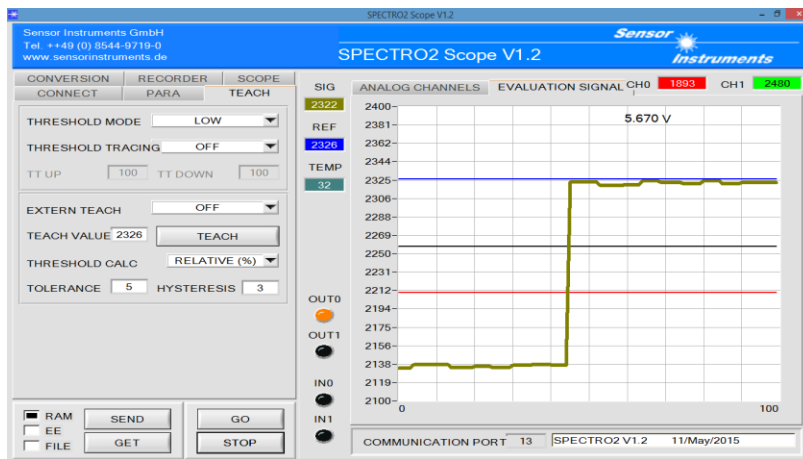 SPECTRO2 Scope V1.2
Sensor Instruments GmbH
Tel. ++49 (0) 8544-9719-0
www.sensorinstruments.de
SPECTRO2 Scope V1.2
Sensor
Instruments
CONVERSION RECORDER SCOPE
CONNECT PARA TEACH
THRESHOLD MODE LOW
THRESHOLD TRACING OFF
TT UP 100 TT DOWN 100
EXTERN TEACH OFF
TEACH VALUE 2326 TEACH
THRESHOLD CALC RELATIVE (%)
TOLERANCE 5 HYSTERESIS 3
RAM
EE
FILE
SEND GO
GET STOP
SIG
2322
REF
2326
TEMP
32
OUT0
OUT1
IN0
IN1
ANALOG CHANNELS EVALUATION SIGNAL CH0 1893 CH1 2480
5.670 V
2400
2381
2362
2344
2325
2306
2288
2269
2250
2231
2212
2194
2175
2156
2138
2119
2100
0 100
COMMUNICATION PORT 13 SPECTRO2 V1.2 11/May/2015